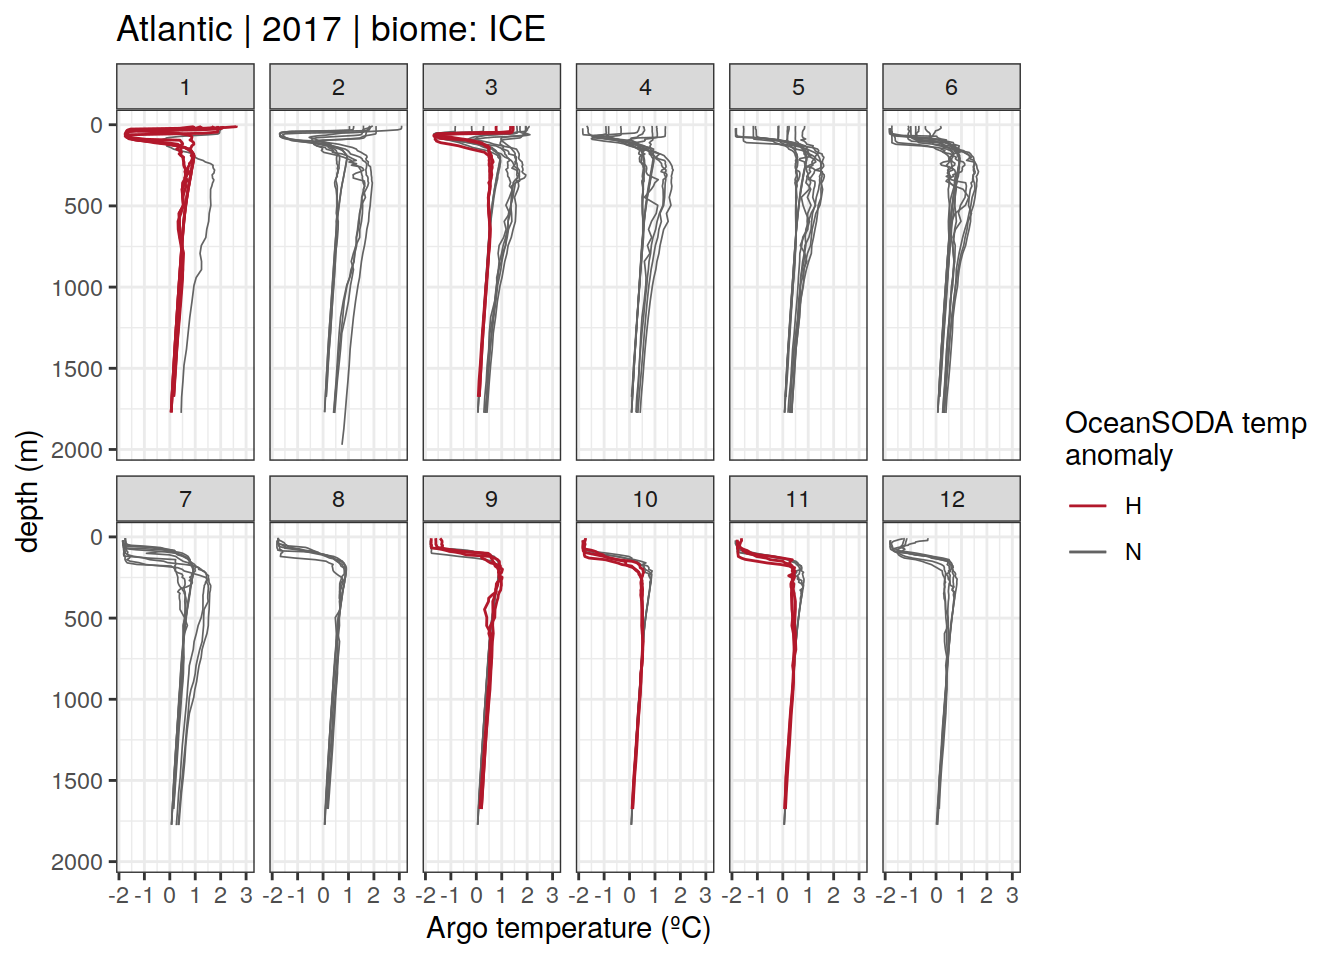 Atlantic | 2017 | biome: ICE
1 2 3 4 5 6
0
500
1000
1500
2000
7 8 9 10 11 12
0
500
1000
1500
2000
-2 -1 0 1 2 3 -2 -1 0 1 2 3 -2 -1 0 1 2 3 -2 -1 0 1 2 3 -2 -1 0 1 2 3 -2 -1 0 1 2 3
Argo temperature (ºC)
depth (m)
OceanSODA temp
anomaly
H
N